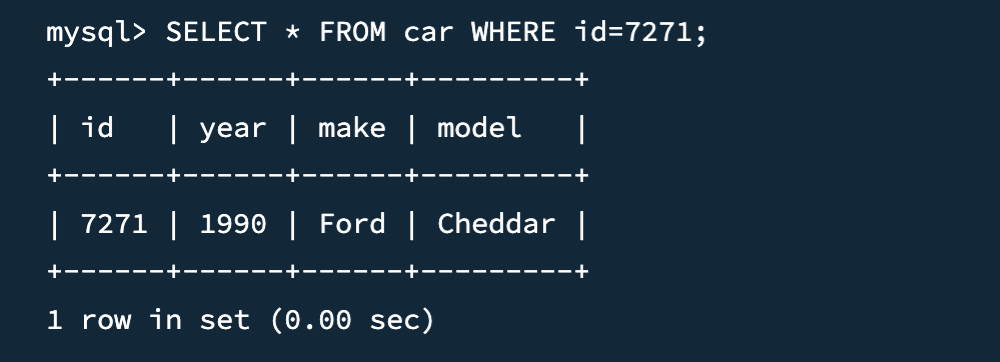 mysql> SELECT * FROM car WHERE id=7271;
+------+------+------+---------+
| id   | year | make | model   |
+------+------+------+---------+
| 7271 | 1990 | Ford | Cheddar |
+------+------+------+---------+
1 row in set (0.00 sec)